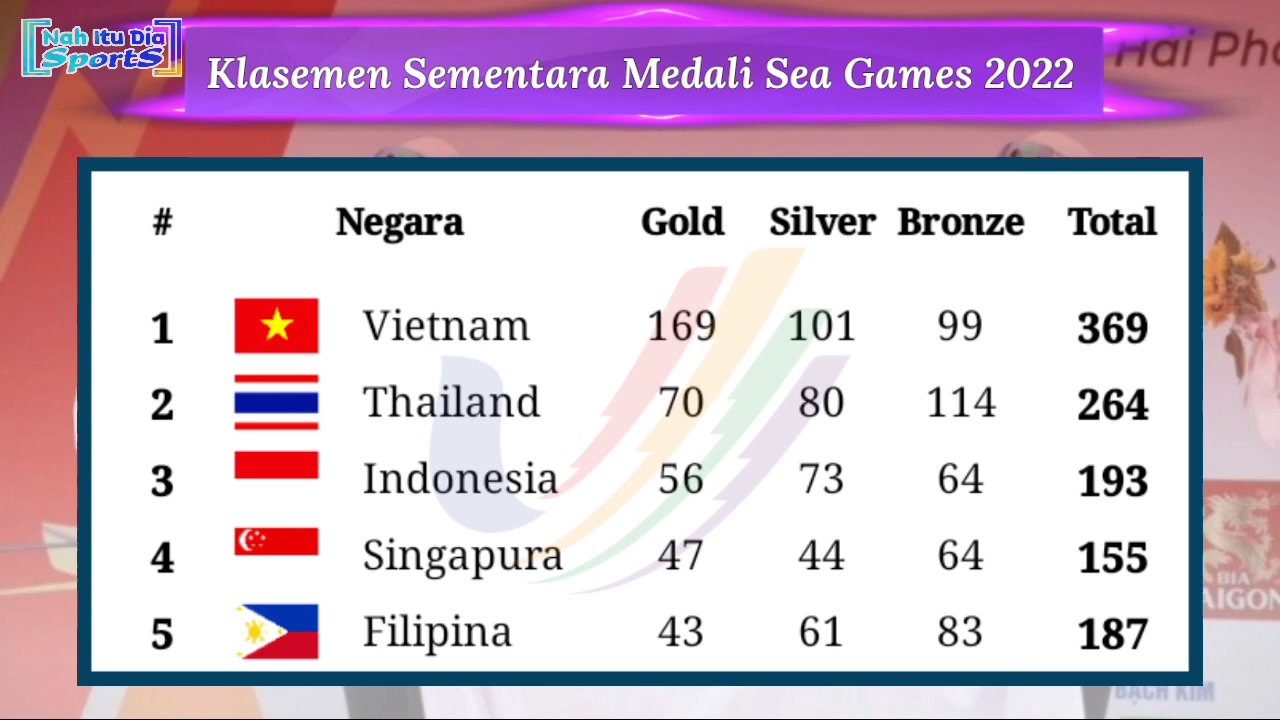 Nah Itu Dia
SportS
Klasemen Sementara Medali Sea Games 2022
Hai Pho
# Negara Gold Silver Bronze Total
1 Vietnam 169 101 99 369
2 Thailand 70 80 114 264
3 Indonesia 56 73 64 193
4 Singapura 47 44 64 155
5 Filipina 43 61 83 187
BIA
AIGON
BẠCH KIM